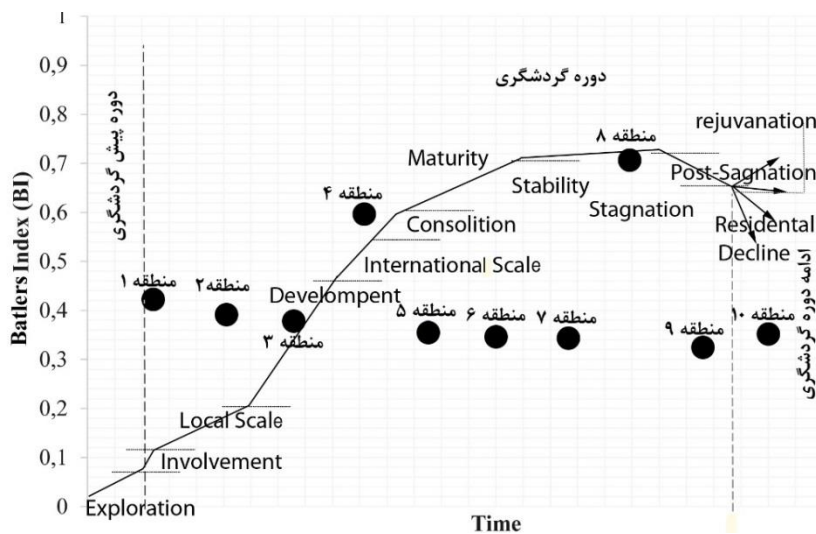 Batlers Index (BI)
1
0,9
0,8
0,7
0,6
0,5
0,4
0,3
0,2
0,1
0
دوره پیش گردشگری
دوره گردشگری
ادامه دوره گردشگری
منطقه ۱
منطقه ۲
منطقه ۳
منطقه ۴
منطقه ۵
منطقه ۶
منطقه ۷
منطقه ۸
منطقه ۹
منطقه ۱۰
Exploration
Involvement
Local Scale
Develompent
International Scale
Consolition
Maturity
Stability
Stagnation
rejuvanation
Post-Sagnation
Residental
Decline
Time